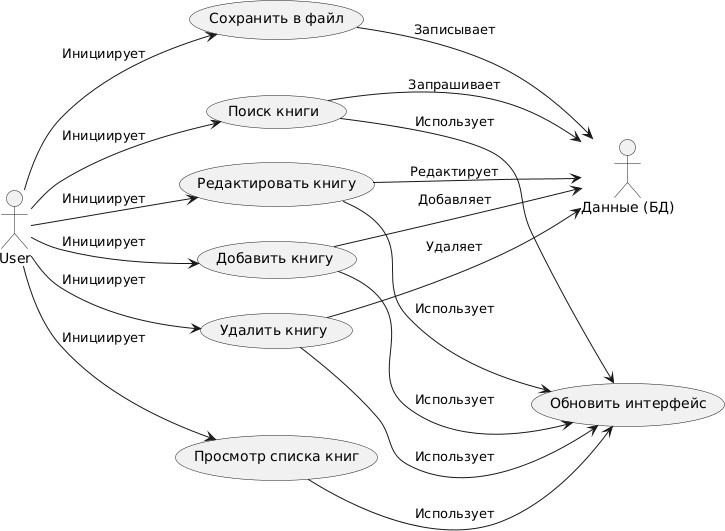 Сохранить в файл
Записывает
Инициирует
Запрашивает
Поиск книги
Использует
Инициирует
Редактирует
Редактировать книгу
Инициирует
Добавляет
Данные (БД)
Инициирует
Удаляет
User
Добавить книгу
Инициирует
Использует
Удалить книгу
Инициирует
Использует
Обновить интерфейс
Просмотр списка книг
Использует
Использует